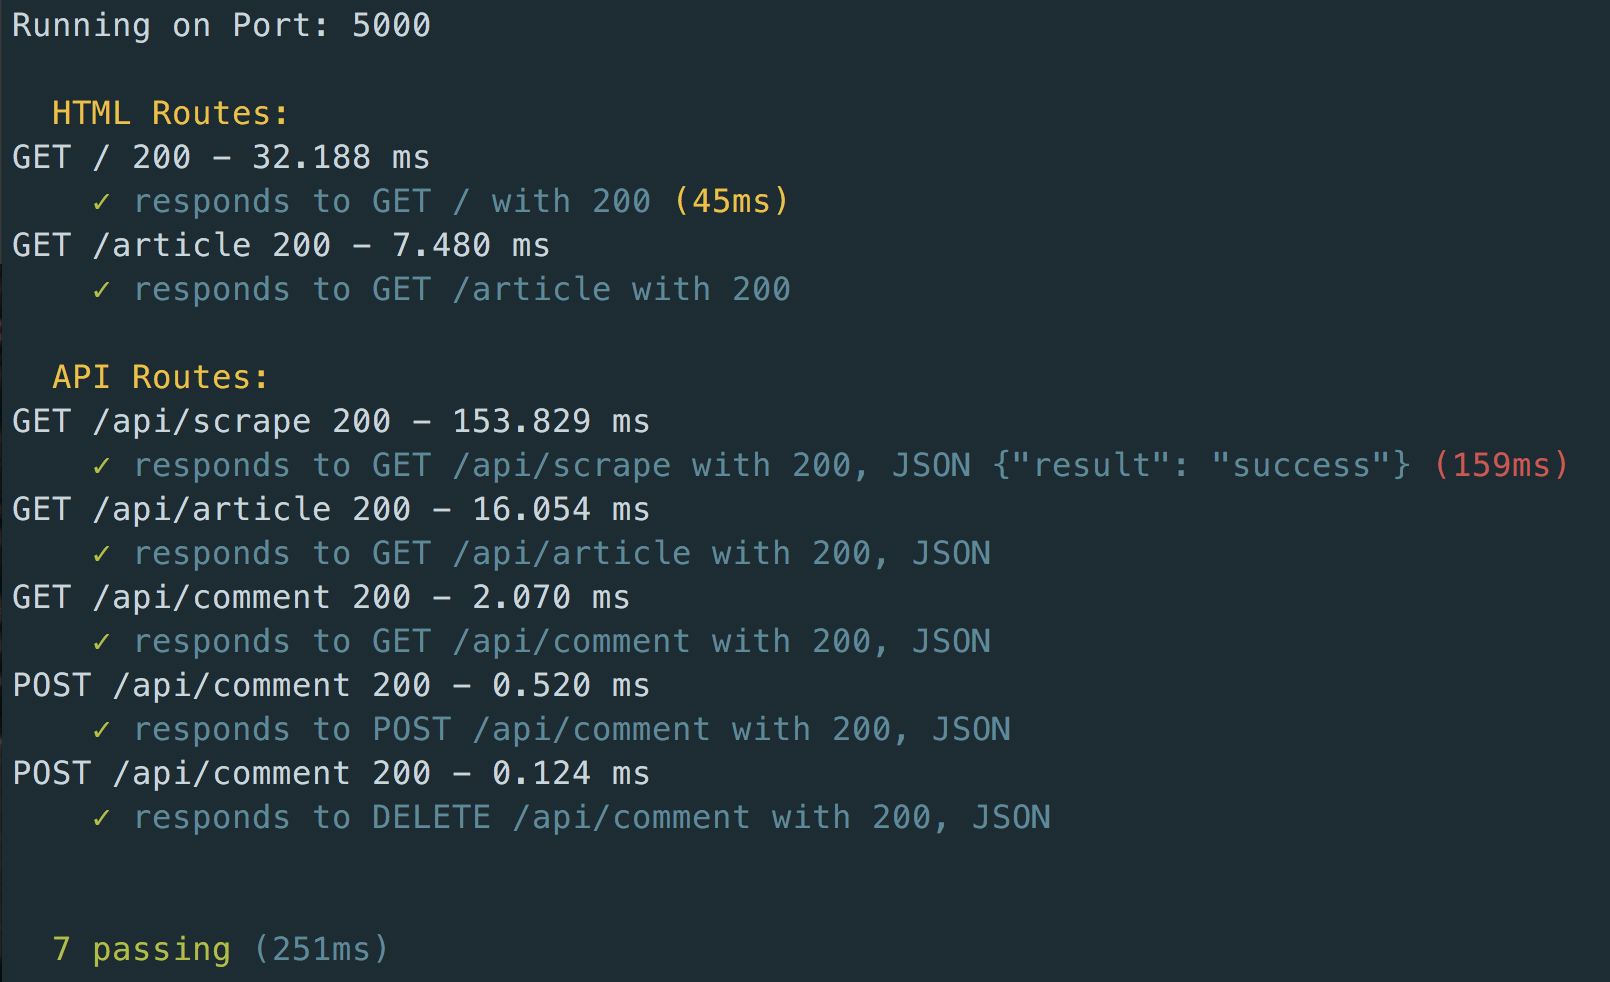 Running on Port: 5000
HTML Routes:
GET / 200 – 32.188 ms
✓ responds to GET / with 200 (45ms)
GET /article 200 – 7.480 ms
✓ responds to GET /article with 200
API Routes:
GET /api/scrape 200 – 153.829 ms
✓ responds to GET /api/scrape with 200, JSON {"result": "success"} (159ms)
GET /api/article 200 – 16.054 ms
✓ responds to GET /api/article with 200, JSON
GET /api/comment 200 – 2.070 ms
✓ responds to GET /api/comment with 200, JSON
POST /api/comment 200 – 0.520 ms
✓ responds to POST /api/comment with 200, JSON
POST /api/comment 200 – 0.124 ms
✓ responds to DELETE /api/comment with 200, JSON
7 passing (251ms)